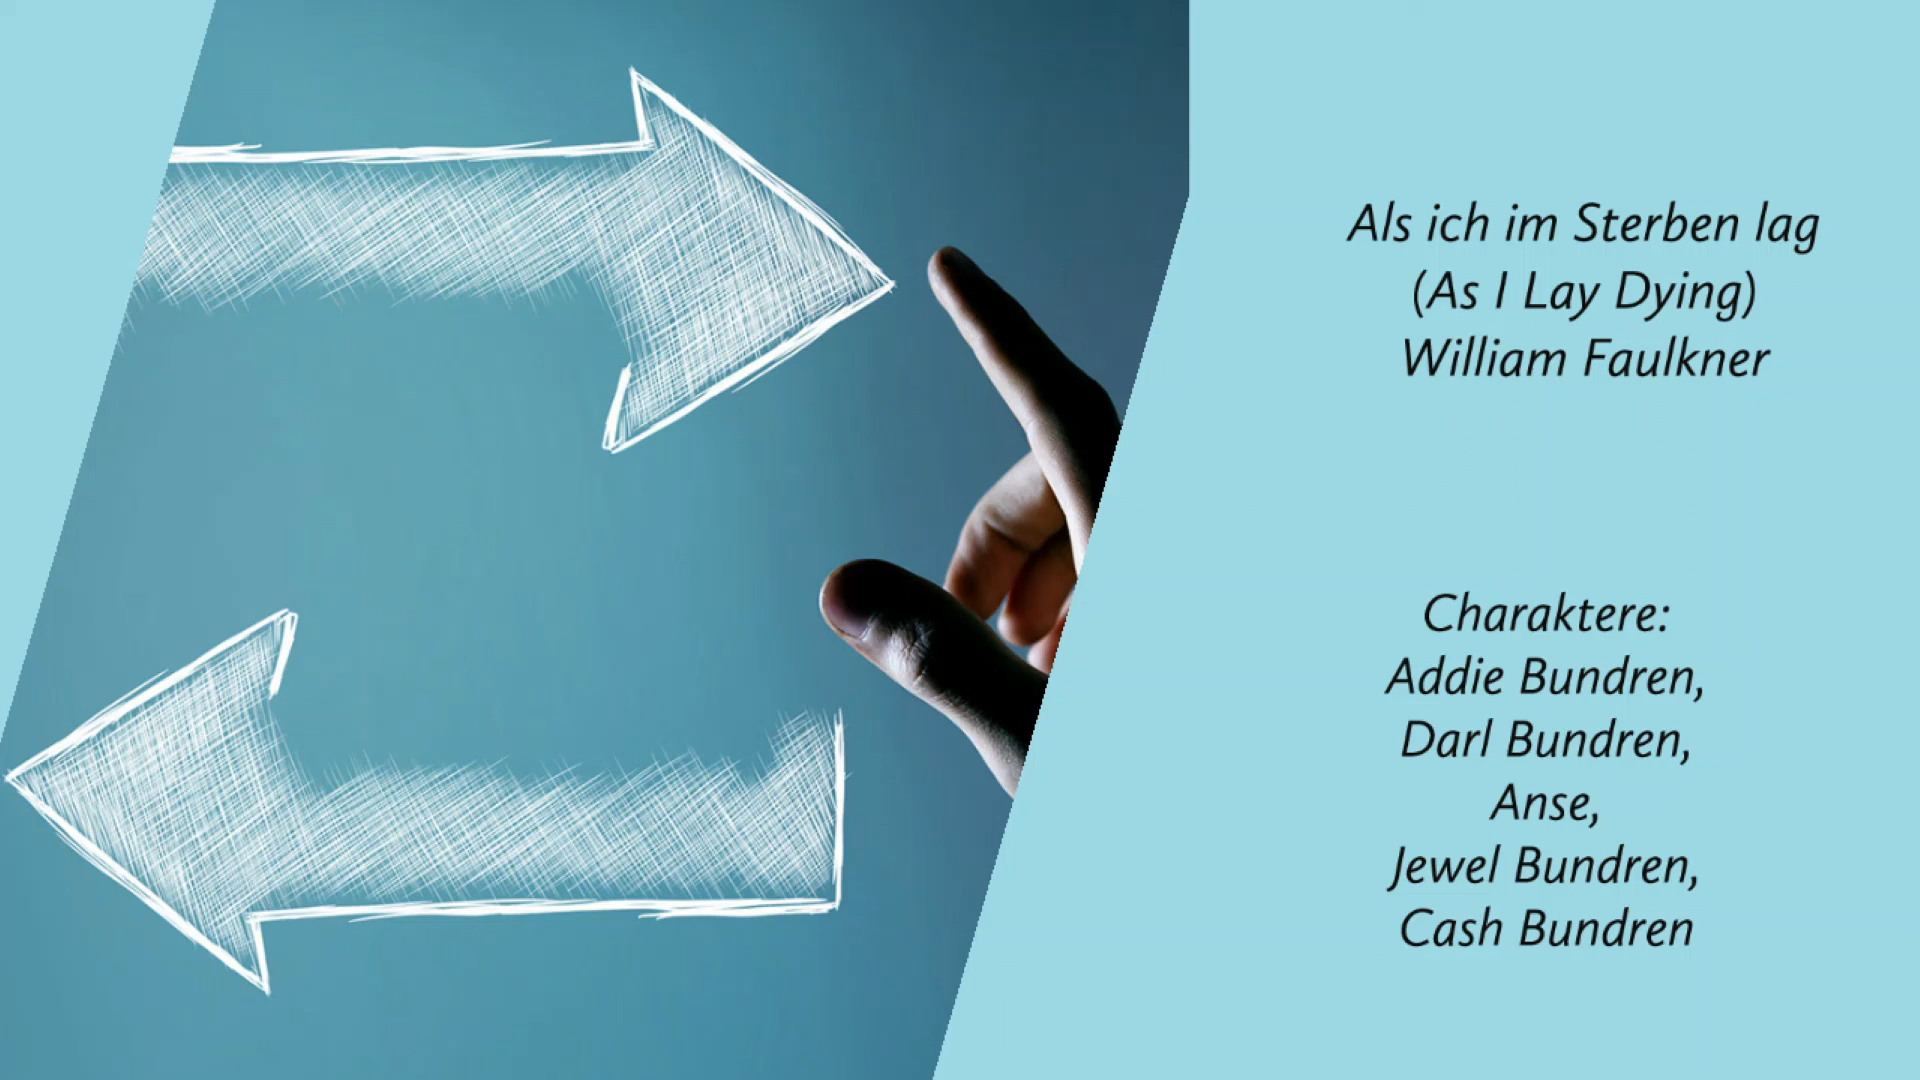 Als ich im Sterben lag
(As I Lay Dying)
William Faulkner
Charaktere:
Addie Bundren,
Darl Bundren,
Anse,
Jewel Bundren,
Cash Bundren